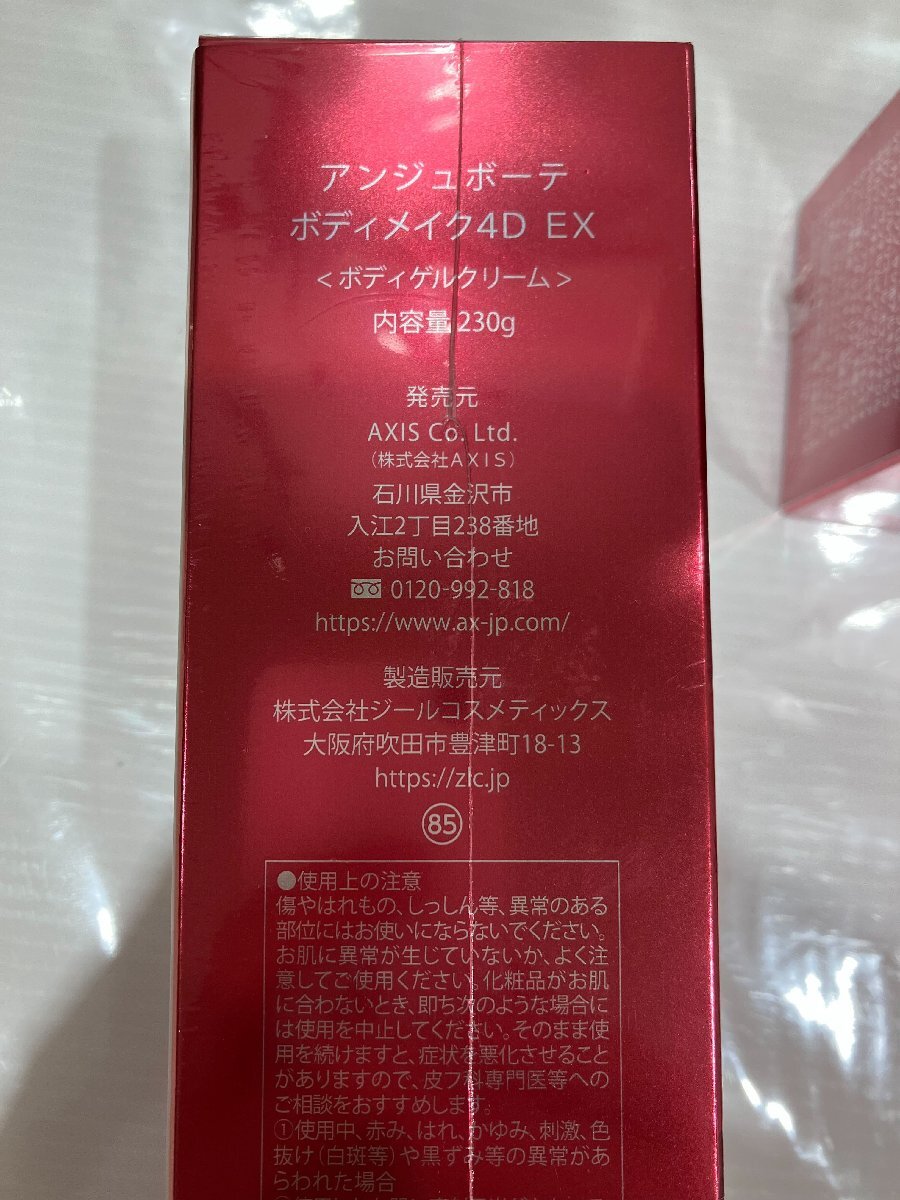 アンジュボーテ
ボディメイク4D EX
<ボディゲルクリーム>
内容量 230g
発売元
AXIS Co. Ltd.
(株式会社AXIS)
石川県金沢市
入江2丁目238番地
お問い合わせ
0120-992-818
https://www.ax-jp.com/
製造販売元
株式会社ジールコスメティックス
大阪府吹田市豊津町18-13
https://zlc.jp
85
●使用上の注意
傷やはれもの、しっしん等、異常のある
部位にはお使いにならないでください。
お肌に異常が生じていないか、よく注
意してご使用ください。化粧品がお肌
に合わないとき、即ち次のような場合に
は使用を中止してください。そのまま使
用を続けますと、症状を悪化させること
がありますので、皮フ科専門医等への
ご相談をおすすめします。
①使用中、赤み、はれ、かゆみ、刺激、色
抜け(白斑等)や黒ずみ等の異常があ
らわれた場合